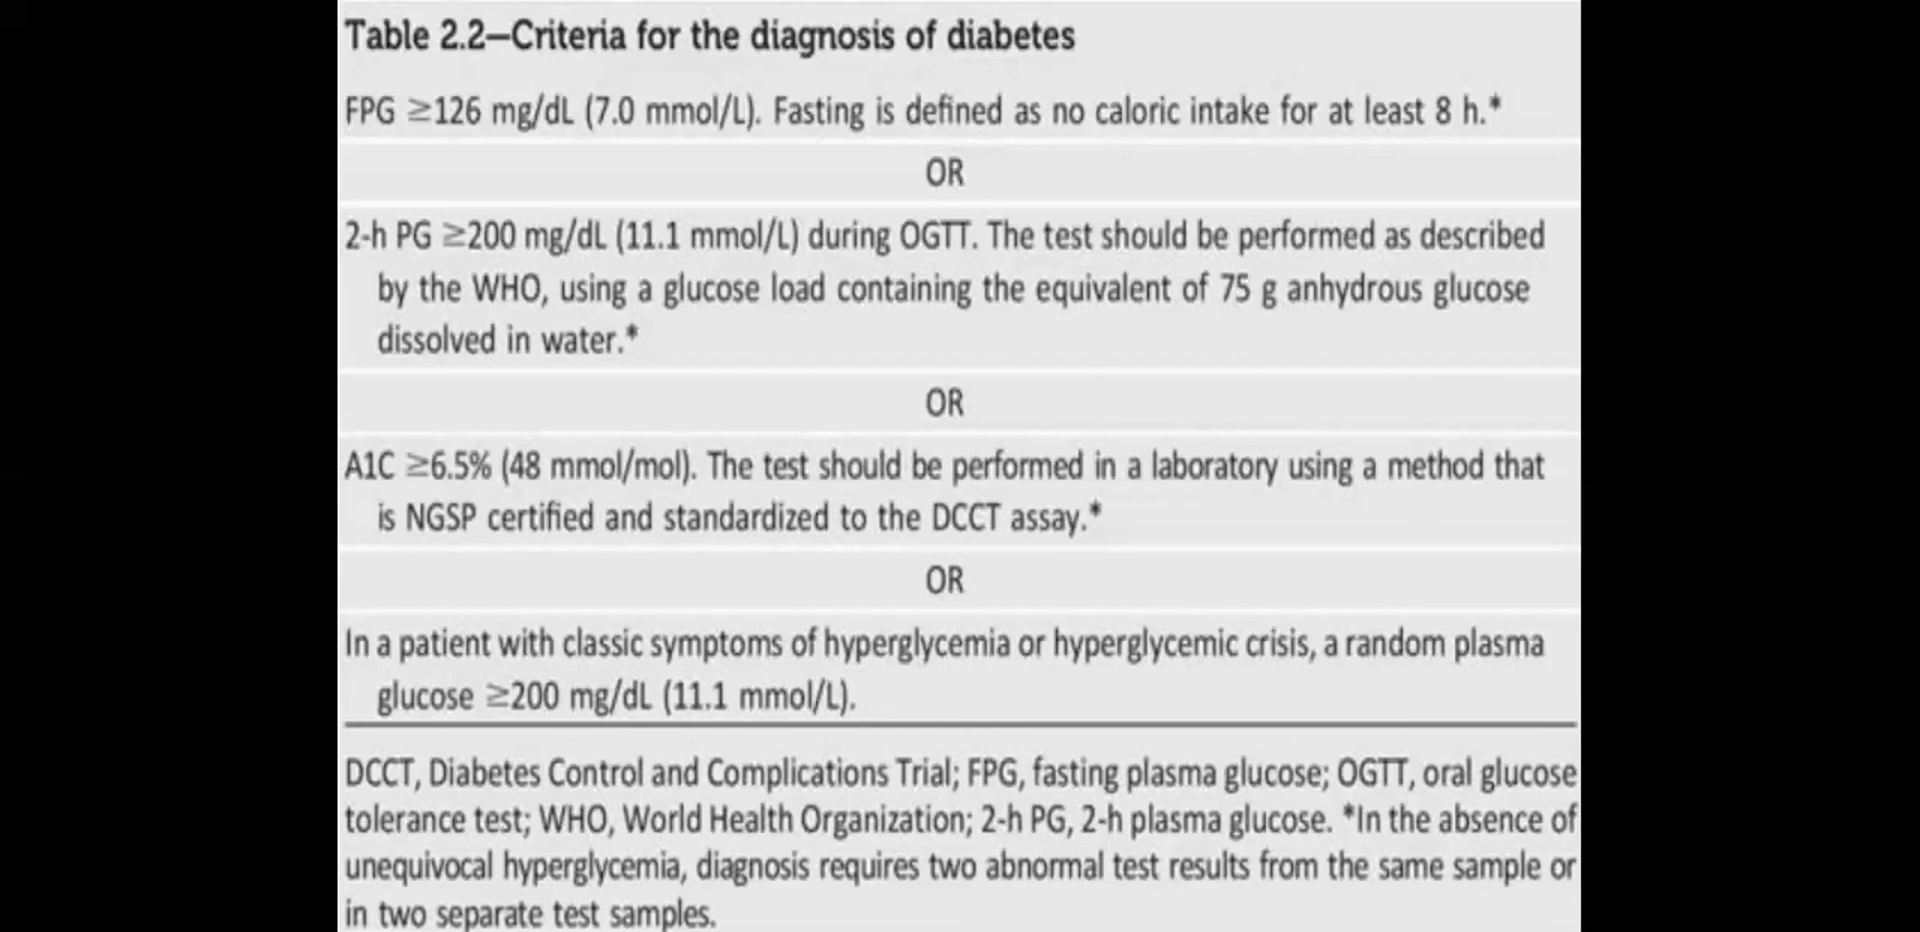 Table 2.2—Criteria for the diagnosis of diabetes
FPG ≥126 mg/dL (7.0 mmol/L). Fasting is defined as no caloric intake for at least 8 h.*
OR
2-h PG ≥200 mg/dL (11.1 mmol/L) during OGTT. The test should be performed as described
by the WHO, using a glucose load containing the equivalent of 75 g anhydrous glucose
dissolved in water.*
OR
A1C ≥6.5% (48 mmol/mol). The test should be performed in a laboratory using a method that
is NGSP certified and standardized to the DCCT assay.*
OR
In a patient with classic symptoms of hyperglycemia or hyperglycemic crisis, a random plasma
glucose ≥200 mg/dL (11.1 mmol/L).
DCCT, Diabetes Control and Complications Trial; FPG, fasting plasma glucose; OGTT, oral glucose
tolerance test; WHO, World Health Organization; 2-h PG, 2-h plasma glucose. *In the absence of
unequivocal hyperglycemia, diagnosis requires two abnormal test results from the same sample or
in two separate test samples.